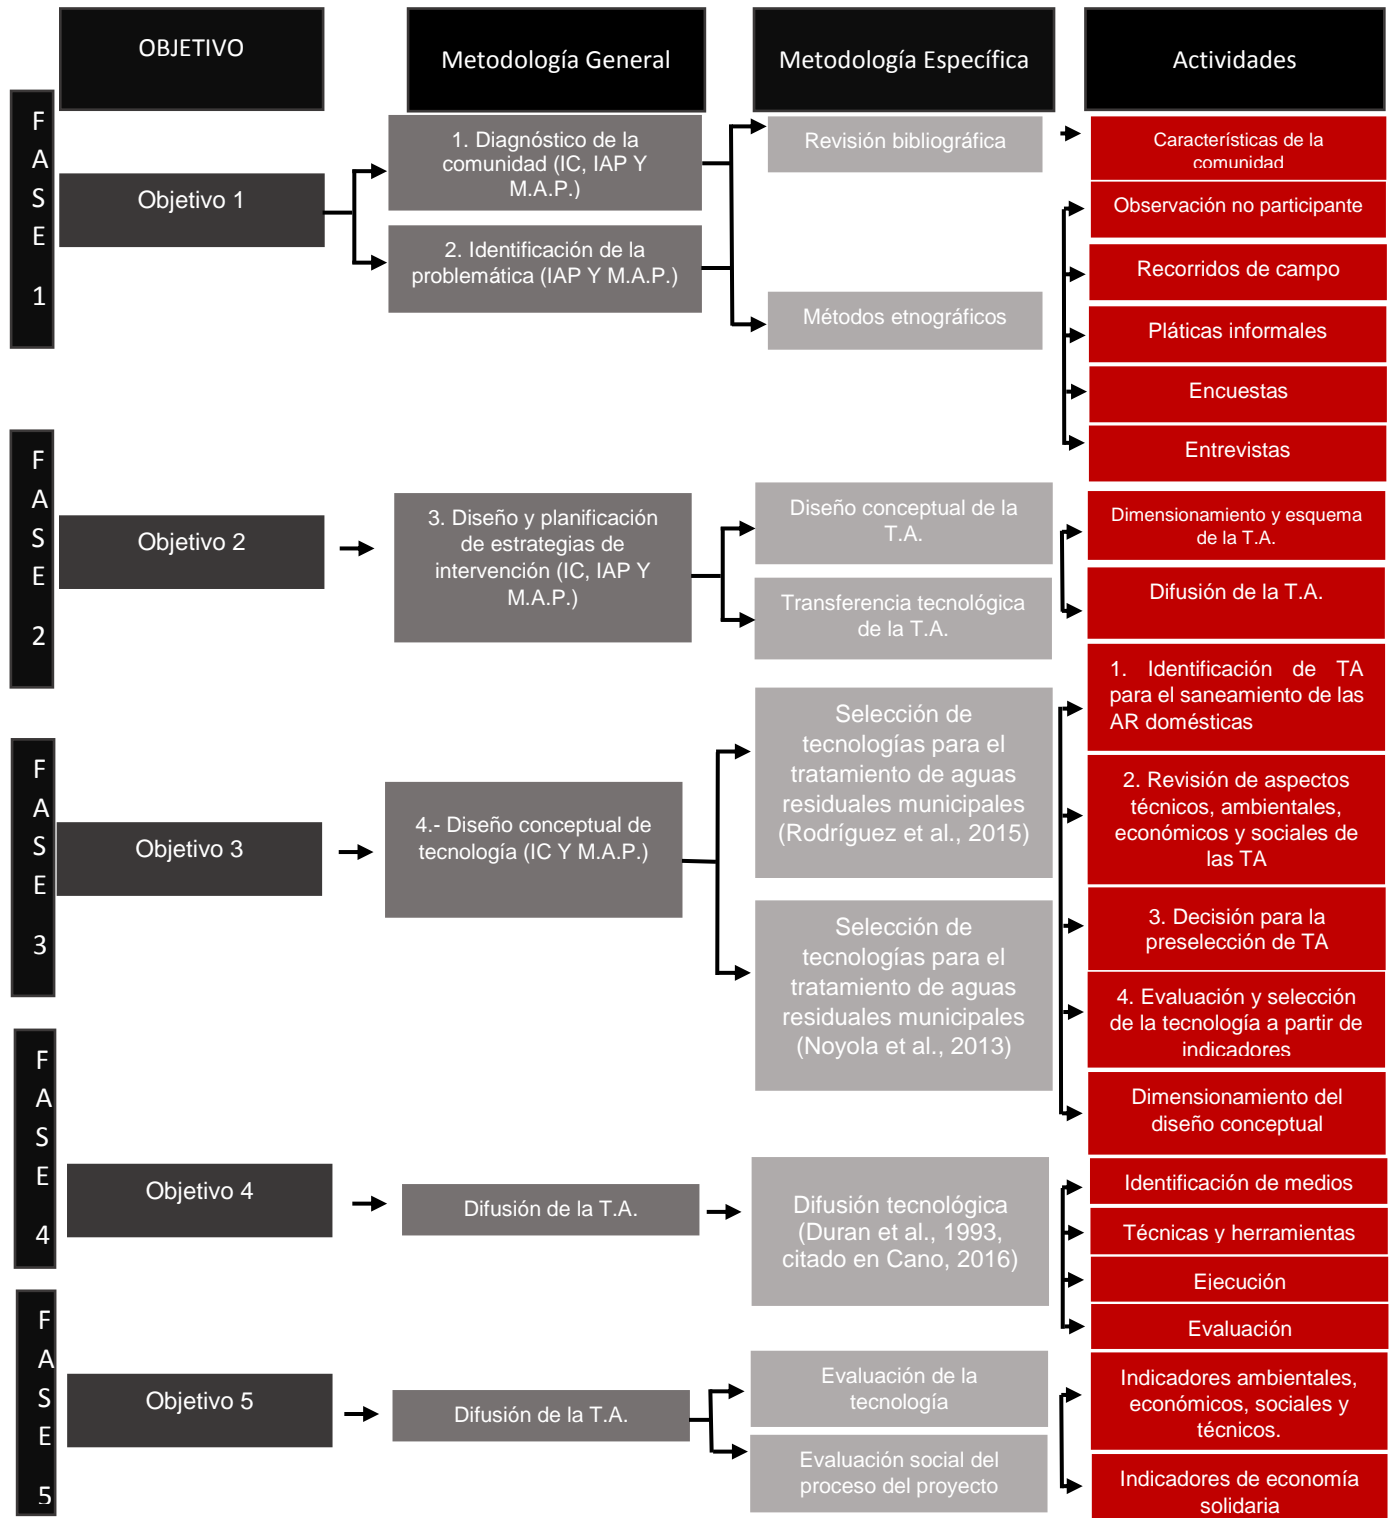 OBJETIVO
Metodología General
Metodología Específica
Actividades
F
A
S
E
1
Objetivo 1
1. Diagnóstico de la
comunidad (IC, IAP Y
M.A.P.)
2. Identificación de la
problemática (IAP Y M.A.P.)
Revisión bibliográfica
Métodos etnográficos
Características de la
comunidad
Observación no participante
Recorridos de campo
Pláticas informales
Encuestas
Entrevistas
F
A
S
E
2
Objetivo 2
3. Diseño y planificación
de estrategias de
intervención (IC, IAP Y
M.A.P.)
Diseño conceptual de la
T.A.
Transferencia tecnológica
de la T.A.
Dimensionamiento y esquema
de la T.A.
Difusión de la T.A.
F
A
S
E
3
Objetivo 3
4.- Diseño conceptual de
tecnología (IC Y M.A.P.)
Selección de
tecnologías para el
tratamiento de aguas
residuales municipales
(Rodríguez et al., 2015)
Selección de
tecnologías para el
tratamiento de aguas
residuales municipales
(Noyola et al., 2013)
1. Identificación de TA
para el saneamiento de las
AR domésticas
2. Revisión de aspectos
técnicos, ambientales,
económicos y sociales de
las TA
3. Decisión para la
preselección de TA
4. Evaluación y selección
de la tecnología a partir de
indicadores
Dimensionamiento del
diseño conceptual
F
A
S
E
4
Objetivo 4
Difusión de la T.A.
Difusión tecnológica
(Duran et al., 1993,
citado en Cano, 2016)
Identificación de medios
Técnicas y herramientas
Ejecución
Evaluación
F
A
S
E
5
Objetivo 5
Difusión de la T.A.
Evaluación de la
tecnología
Evaluación social del
proceso del proyecto
Indicadores ambientales,
económicos, sociales y
técnicos.
Indicadores de economía
solidaria